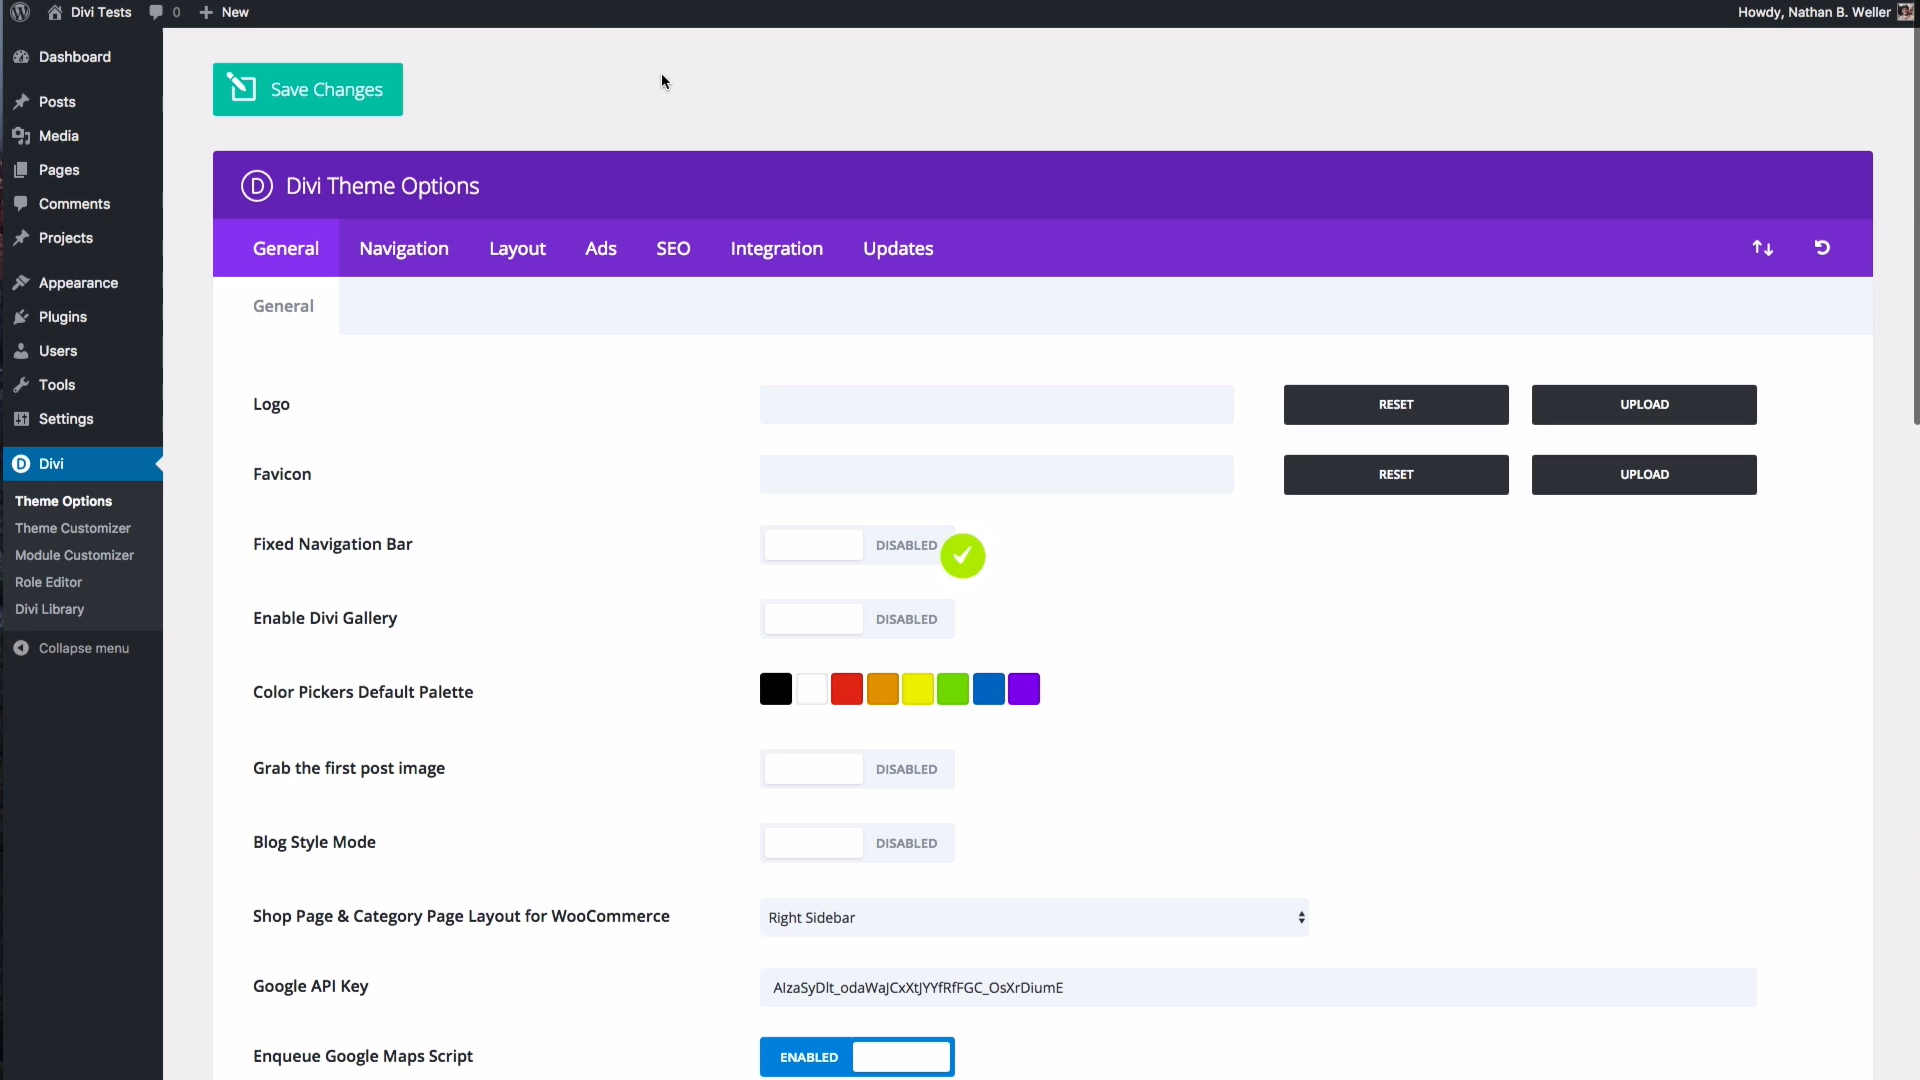 Divi Tests 0 New Howdy, Nathan B. Weller
Dashboard
Posts
Media
Pages
Comments
Projects
Appearance
Plugins
Users
Tools
Settings
Divi
Theme Options
Theme Customizer
Module Customizer
Role Editor
Divi Library
Collapse menu
Save Changes
D Divi Theme Options
General Navigation Layout Ads SEO Integration Updates
General
Logo RESET UPLOAD
Favicon RESET UPLOAD
Fixed Navigation Bar DISABLED
Enable Divi Gallery DISABLED
Color Pickers Default Palette
Grab the first post image DISABLED
Blog Style Mode DISABLED
Shop Page & Category Page Layout for WooCommerce Right Sidebar
Google API Key
Enqueue Google Maps Script ENABLED